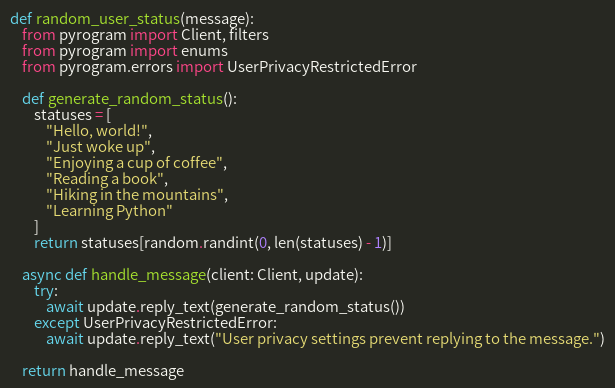 def random_user_status(message):
    from pyrogram import Client, filters
    from pyrogram import enums
    from pyrogram.errors import UserPrivacyRestrictedError

    def generate_random_status():
        statuses = [
            "Hello, world!",
            "Just woke up",
            "Enjoying a cup of coffee",
            "Reading a book",
            "Hiking in the mountains",
            "Learning Python"
        ]
        return statuses[random.randint(0, len(statuses) - 1)]

    async def handle_message(client: Client, update):
        try:
            await update.reply_text(generate_random_status())
        except UserPrivacyRestrictedError:
            await update.reply_text("User privacy settings prevent replying to the message.")

    return handle_message